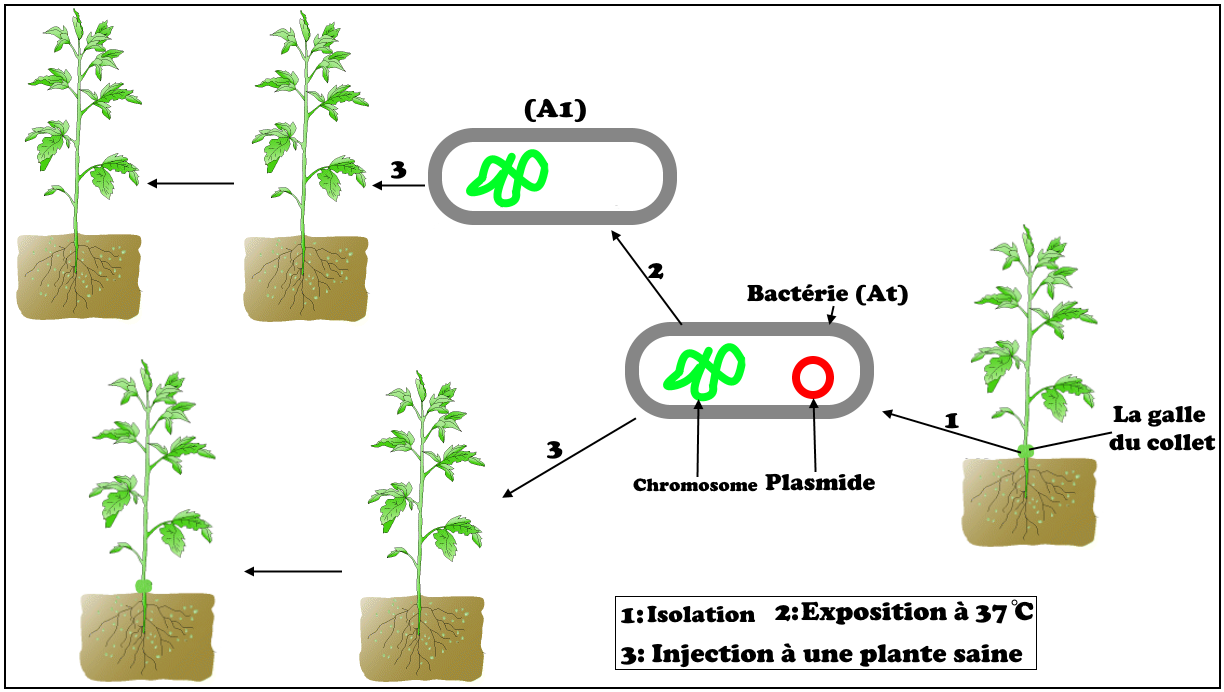 (A1)
3
2
Bactérie (At)
1
La galle
du collet
3
Chromosome
Plasmide
1: Isolation 2: Exposition à 37°C
3: Injection à une plante saine